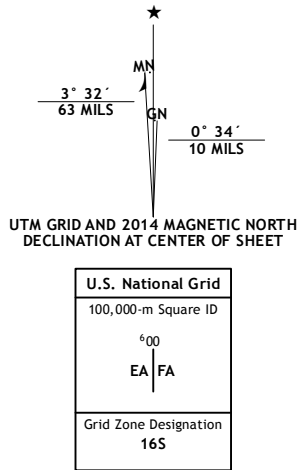 ★
MN
3° 32´
63 MILS
GN
0° 34´
10 MILS
UTM GRID AND 2014 MAGNETIC NORTH
DECLINATION AT CENTER OF SHEET
U.S. National Grid
100,000-m Square ID
⁶00
EA FA
Grid Zone Designation
16S